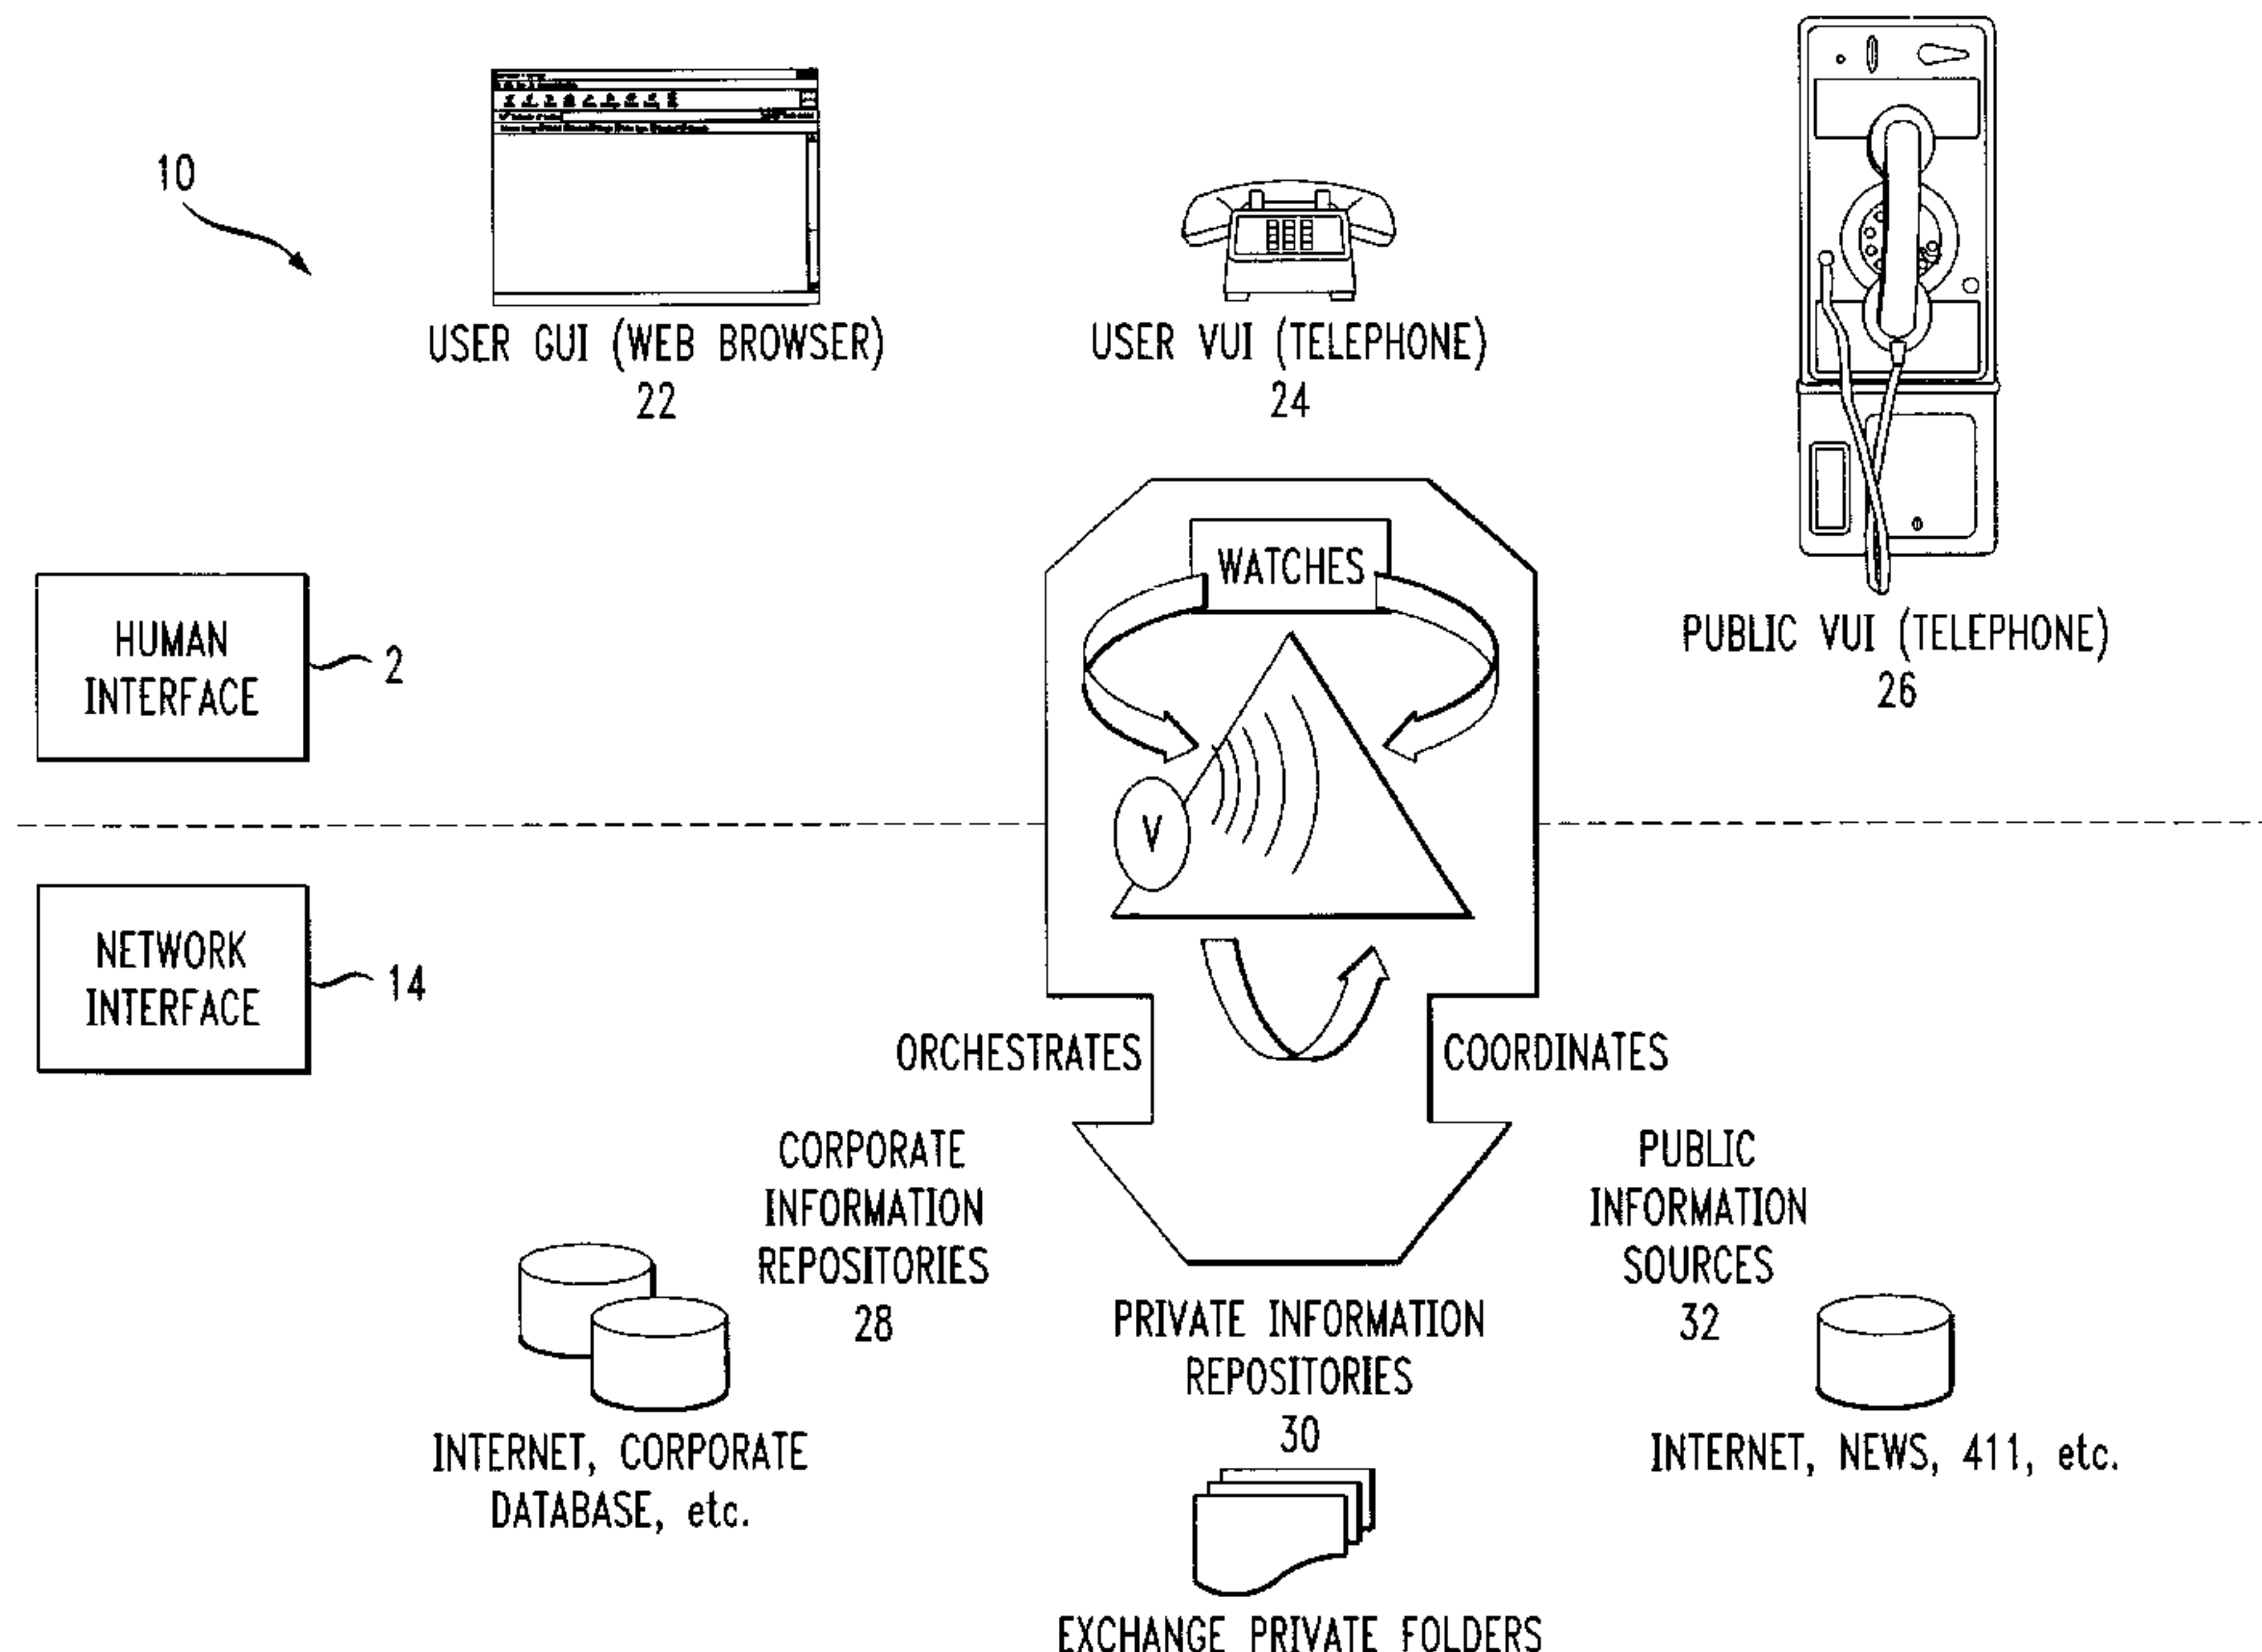 10
USER GUI (WEB BROWSER)
22
USER VUI (TELEPHONE)
24
PUBLIC VUI (TELEPHONE)
26
HUMAN
INTERFACE
2
WATCHES
V
NETWORK
INTERFACE
14
ORCHESTRATES
COORDINATES
CORPORATE
INFORMATION
REPOSITORIES
28
INTERNET, CORPORATE
DATABASE, etc.
PRIVATE INFORMATION
REPOSITORIES
30
EXCHANGE PRIVATE FOLDERS
PUBLIC
INFORMATION
SOURCES
32
INTERNET, NEWS, 411, etc.